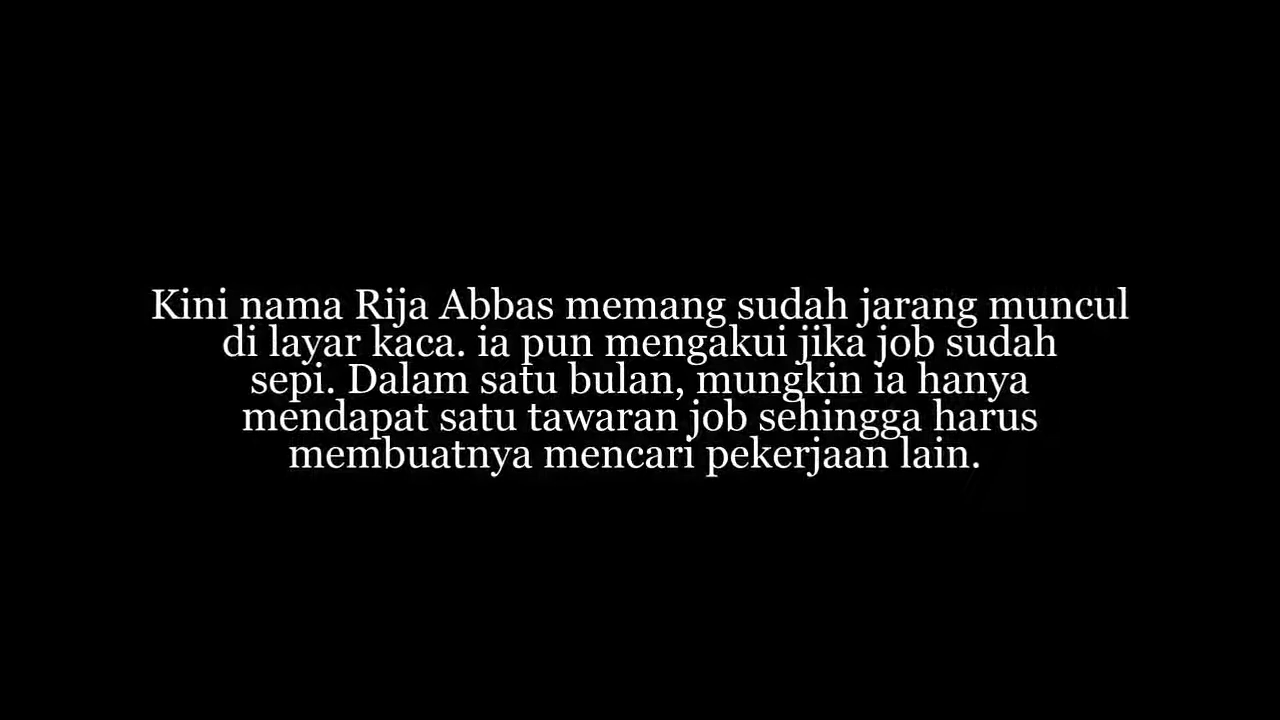 Kini nama Rija Abbas memang sudah jarang muncul
di layar kaca. ia pun mengakui jika job sudah
sepi. Dalam satu bulan, mungkin ia hanya
mendapat satu tawaran job sehingga harus
membuatnya mencari pekerjaan lain.